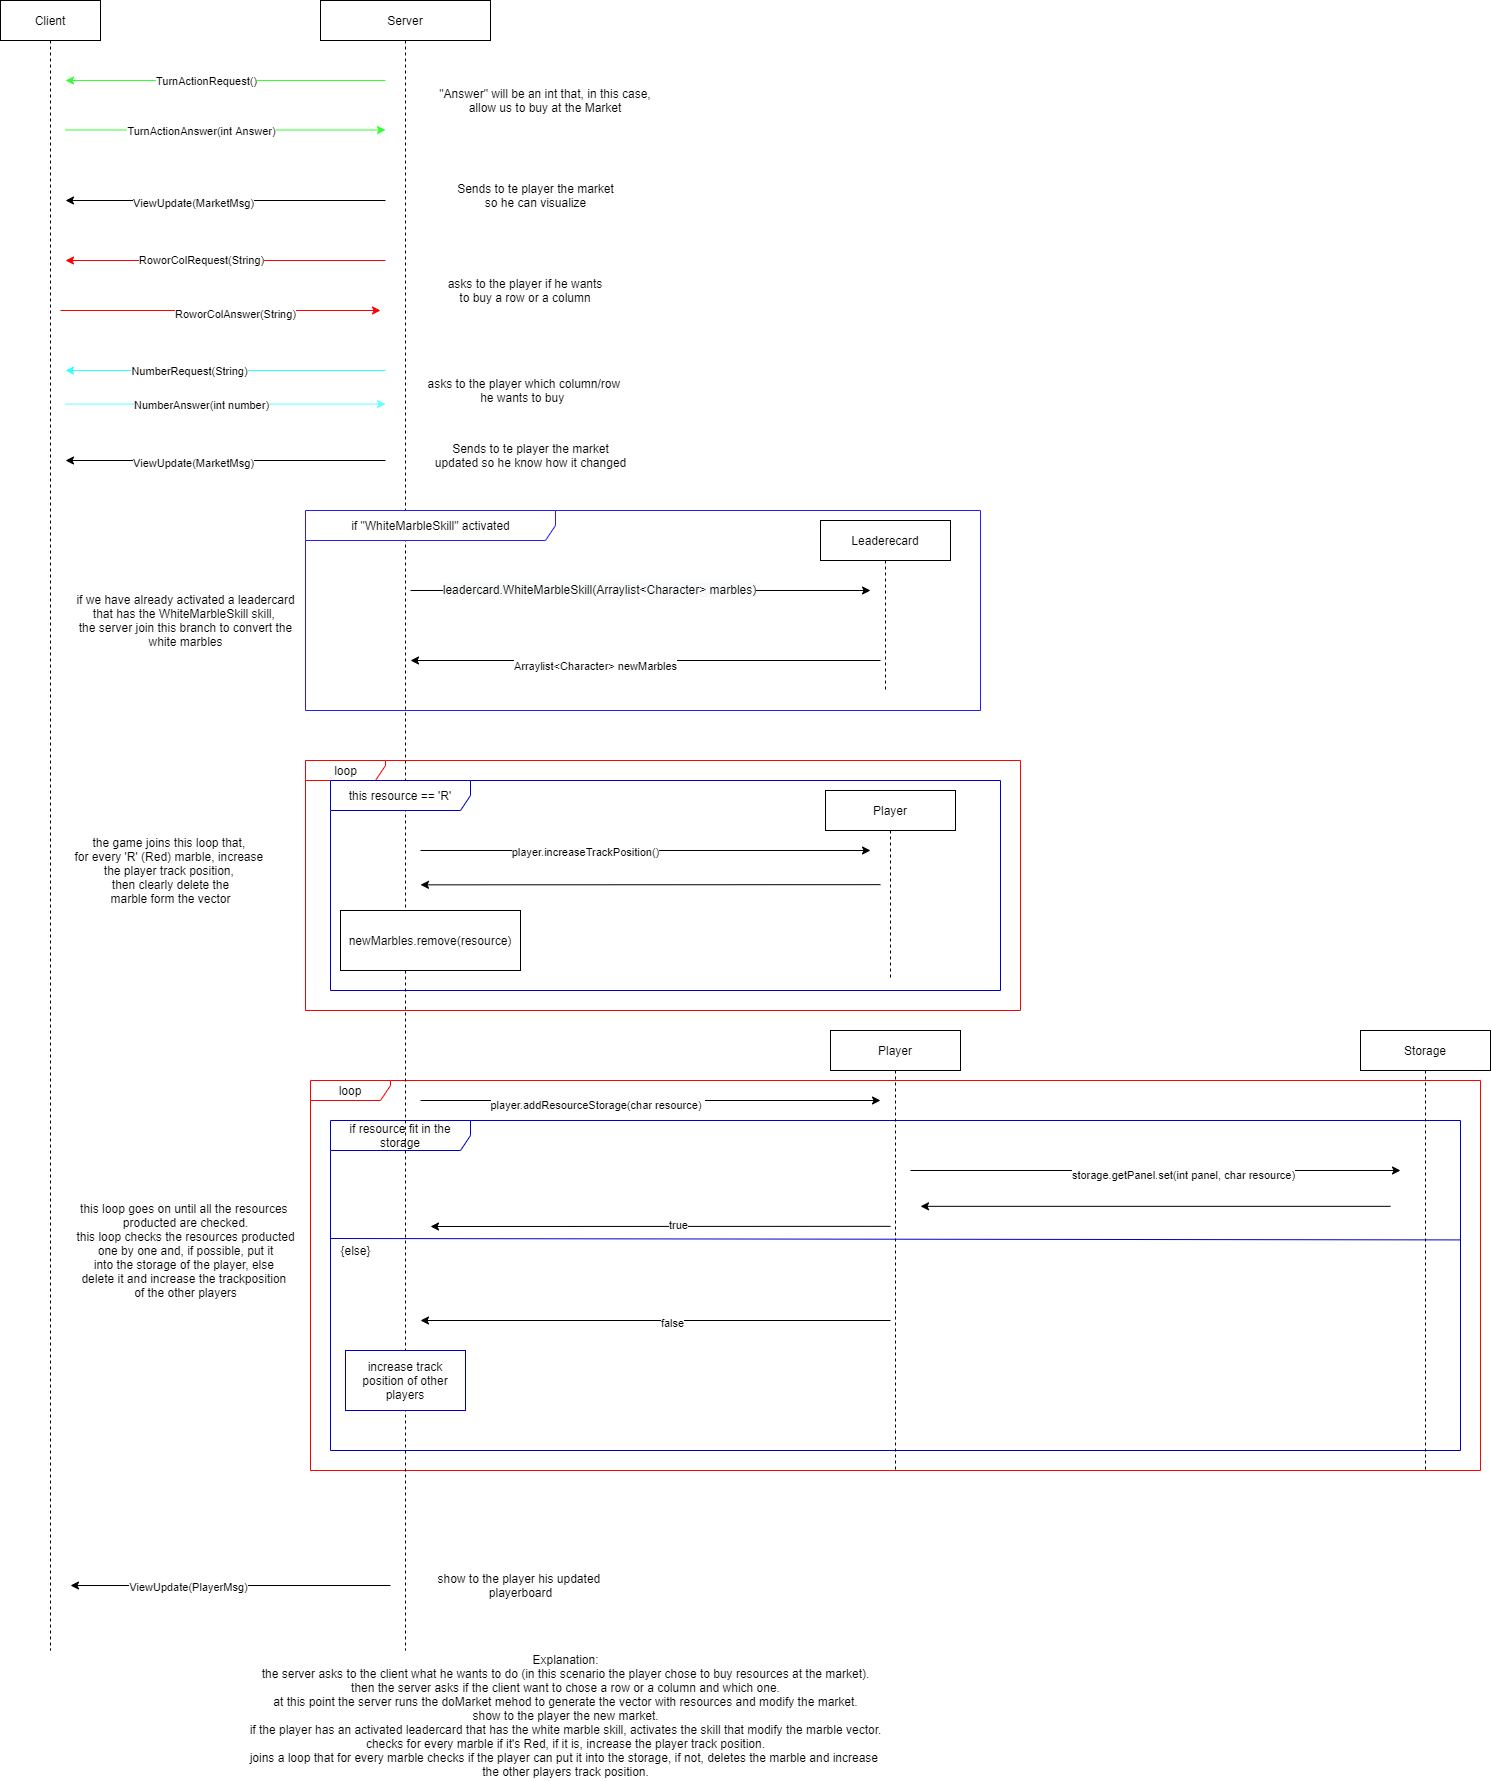 Client
Server
TurnActionRequest()
"Answer" will be an int that, in this case,
allow us to buy at the Market
TurnActionAnswer(int Answer)
Sends to te player the market
so he can visualize
ViewUpdate(MarketMsg)
RoworColRequest(String)
asks to the player if he wants
to buy a row or a column
RoworColAnswer(String)
NumberRequest(String)
asks to the player which column/row
he wants to buy
NumberAnswer(int number)
Sends to te player the market
updated so he know how it changed
ViewUpdate(MarketMsg)
if "WhiteMarbleSkill" activated
Leaderecard
leadercard.WhiteMarbleSkill(Arraylist<Character> marbles)
if we have already activated a leadercard
that has the WhiteMarbleSkill skill,
the server join this branch to convert the
white marbles
Arraylist<Character> newMarbles
loop
this resource == 'R'
Player
player.increaseTrackPosition()
the game joins this loop that,
for every 'R' (Red) marble, increase
the player track position,
then clearly delete the
marble form the vector
newMarbles.remove(resource)
Player
Storage
loop
player.addResourceStorage(char resource)
if resource fit in the
storage
storage.getPanel.set(int panel, char resource)
true
this loop goes on until all the resources
producted are checked.
this loop checks the resources producted
one by one and, if possible, put it
into the storage of the player, else
delete it and increase the trackposition
of the other players
{else}
false
increase track
position of other
players
ViewUpdate(PlayerMsg)
show to the player his updated
playerboard
Explanation:
the server asks to the client what he wants to do (in this scenario the player chose to buy resources at the market).
then the server asks if the client want to chose a row or a column and which one.
at this point the server runs the doMarket mehod to generate the vector with resources and modify the market.
show to the player the new market.
if the player has an activated leadercard that has the white marble skill, activates the skill that modify the marble vector.
checks for every marble if it's Red, if it is, increase the player track position.
joins a loop that for every marble checks if the player can put it into the storage, if not, deletes the marble and increase
the other players track position.